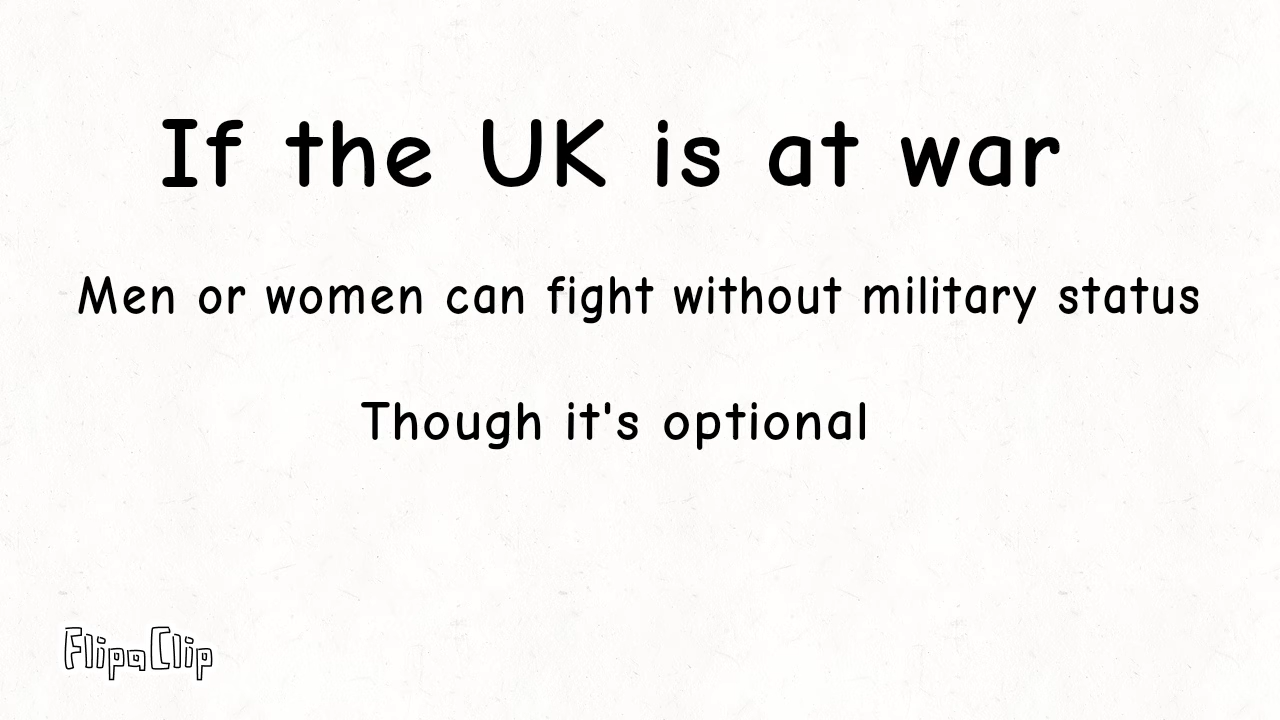 If the UK is at war
Men or women can fight without military status
Though it's optional
FlipaClip